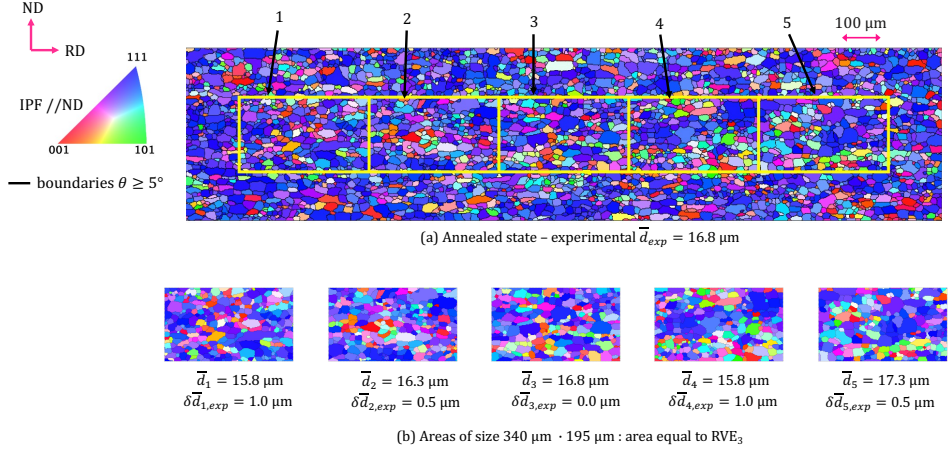 ND
RD
1
2
3
4
5
100 μm
111
IPF //ND
001
101
boundaries θ ≥ 5°
(a) Annealed state – experimental d̅exp = 16.8 μm
d̅1 = 15.8 μm
δd̅1,exp = 1.0 μm
d̅2 = 16.3 μm
δd̅2,exp = 0.5 μm
d̅3 = 16.8 μm
δd̅3,exp = 0.0 μm
d̅4 = 15.8 μm
δd̅4,exp = 1.0 μm
d̅5 = 17.3 μm
δd̅5,exp = 0.5 μm
(b) Areas of size 340 μm · 195 μm : area equal to RVE3